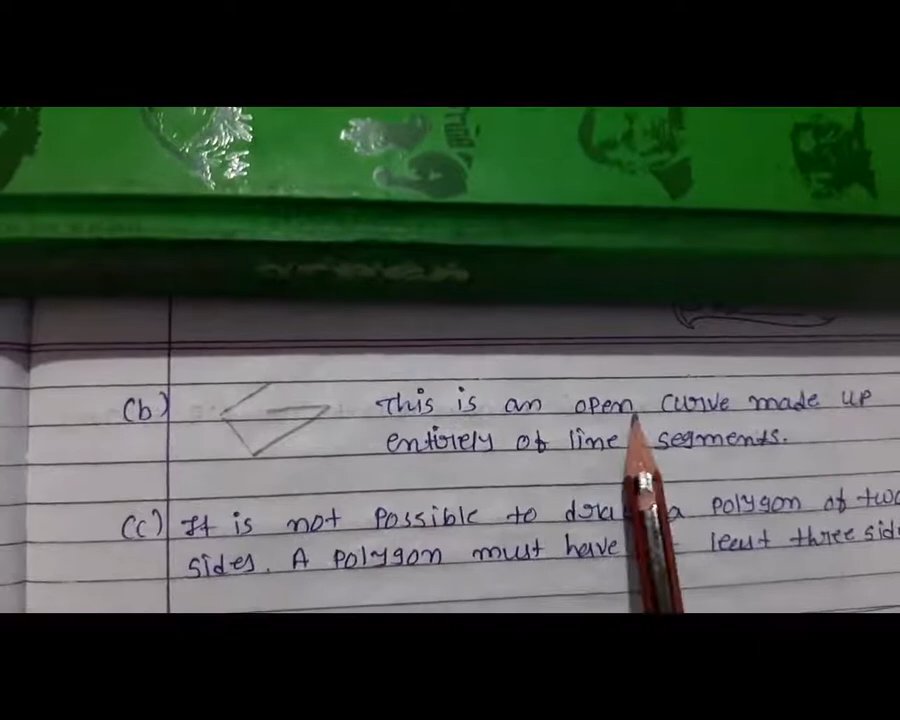 (b) This is an open curve made up
entirely of line segments.
(c) It is not possible to draw a polygon of two
sides. A polygon must have least three